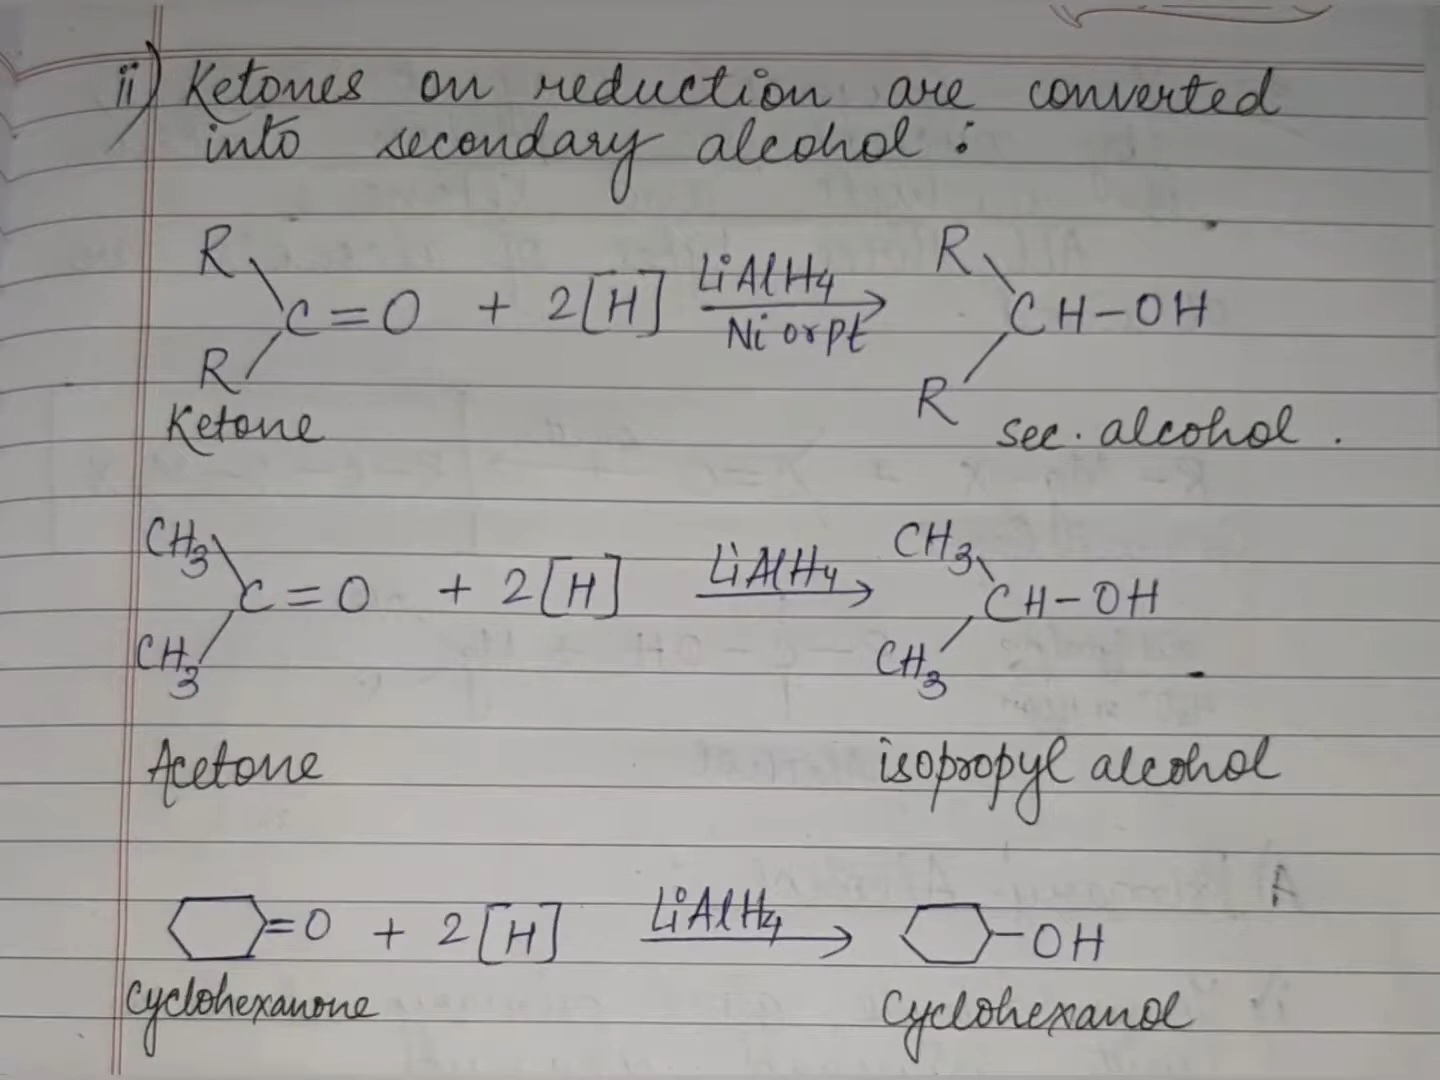 ii) Ketones on reduction are converted
into secondary alcohol :
R R
C=O + 2[H] LiAlH4 CH-OH
Ni or Pt
R R
Ketone sec. alcohol .
CH3 CH3
C=O + 2[H] LiAlH4 CH-OH
CH3 CH3
Acetone isopropyl alcohol
=O + 2[H] LiAlH4 -OH
Cyclohexanone Cyclohexanol